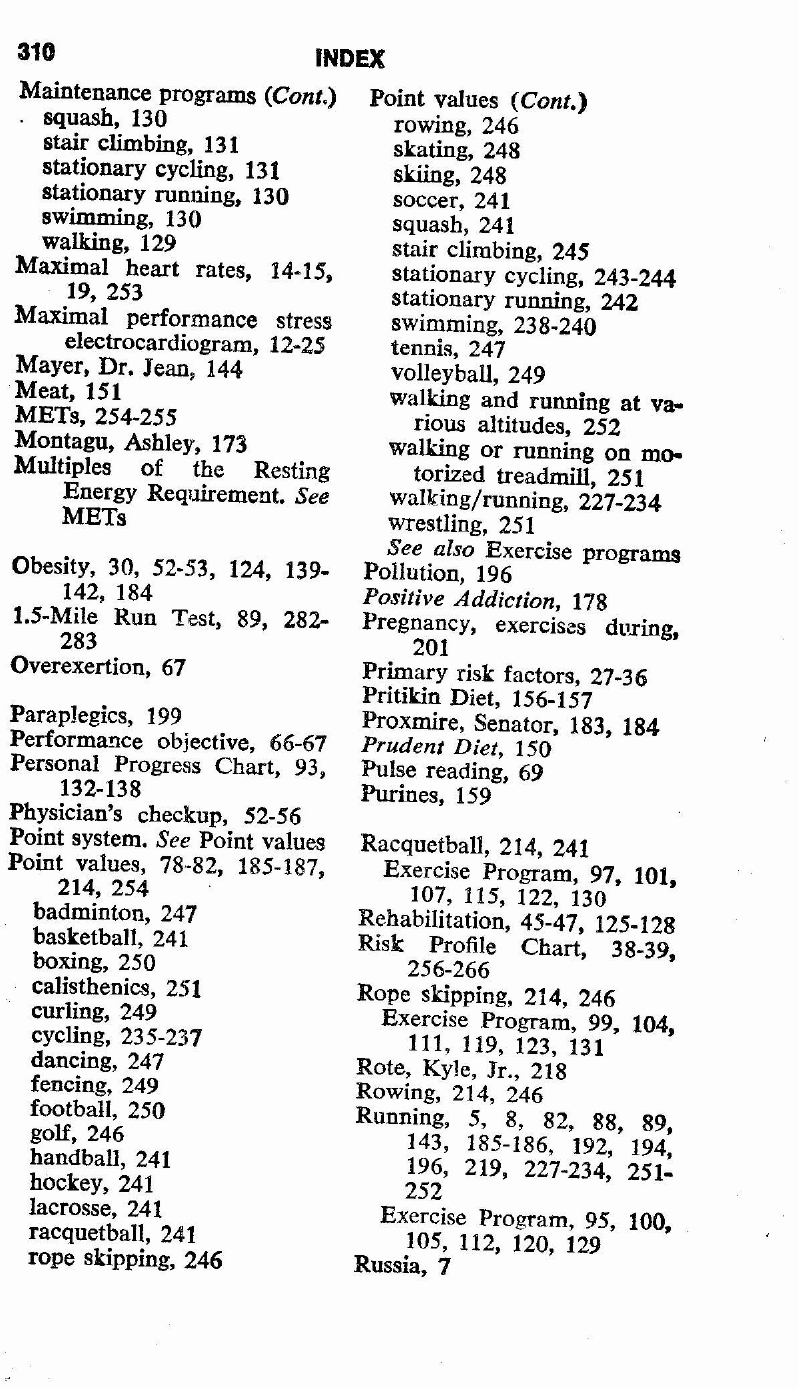 310 INDEX
Maintenance programs (Cont.)
squash, 130
stair climbing, 131
stationary cycling, 131
stationary running, 130
swimming, 130
walking, 129
Maximal heart rates, 14-15,
19, 253
Maximal performance stress
electrocardiogram, 12-25
Mayer, Dr. Jean, 144
Meat, 151
METs, 254-255
Montagu, Ashley, 173
Multiples of the Resting
Energy Requirement. See
METs
Obesity, 30, 52-53, 124, 139-
142, 184
1.5-Mile Run Test, 89, 282-
283
Overexertion, 67
Paraplegics, 199
Performance objective, 66-67
Personal Progress Chart, 93,
132-138
Physician's checkup, 52-56
Point system. See Point values
Point values, 78-82, 185-187,
214, 254
badminton, 247
basketball, 241
boxing, 250
calisthenics, 251
curling, 249
cycling, 235-237
dancing, 247
fencing, 249
football, 250
golf, 246
handball, 241
hockey, 241
lacrosse, 241
racquetball, 241
rope skipping, 246
Point values (Cont.)
rowing, 246
skating, 248
skiing, 248
soccer, 241
squash, 241
stair climbing, 245
stationary cycling, 243-244
stationary running, 242
swimming, 238-240
tennis, 247
volleyball, 249
walking and running at va-
rious altitudes, 252
walking or running on mo-
torized treadmill, 251
walking/running, 227-234
wrestling, 251
See also Exercise programs
Pollution, 196
Positive Addiction, 178
Pregnancy, exercises during,
201
Primary risk factors, 27-36
Pritikin Diet, 156-157
Proxmire, Senator, 183, 184
Prudent Diet, 150
Pulse reading, 69
Purines, 159
Racquetball, 214, 241
Exercise Program, 97, 101,
107, 115, 122, 130
Rehabilitation, 45-47, 125-128
Risk Profile Chart, 38-39,
256-266
Rope skipping, 214, 246
Exercise Program, 99, 104,
111, 119, 123, 131
Rote, Kyle, Jr., 218
Rowing, 214, 246
Running, 5, 8, 82, 88, 89,
143, 185-186, 192, 194,
196, 219, 227-234, 251-
252
Exercise Program, 95, 100,
105, 112, 120, 129
Russia, 7